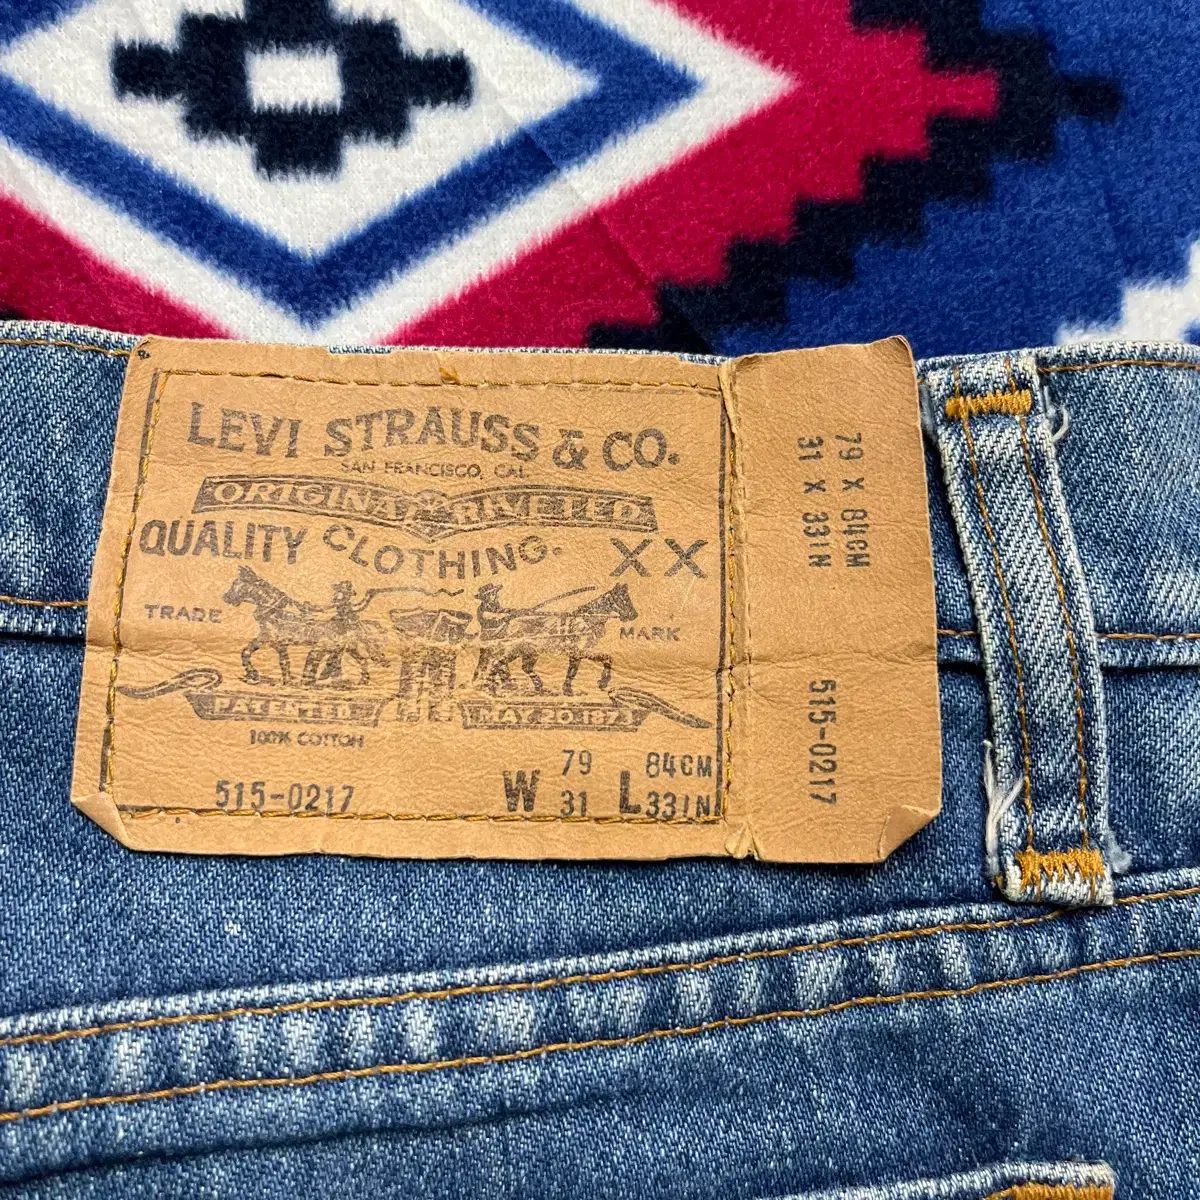 LEVI STRAUSS & CO.
SAN FRANCISCO, CAL.
ORIGINAL RIVETED
QUALITY CLOTHING. XX
TRADE MARK
PATENTED MAY 20 1873
100% COTTON
515-0217
W 79 L 84CM
31 33IN
79 X 84CM
31 X 33IN
515-0217